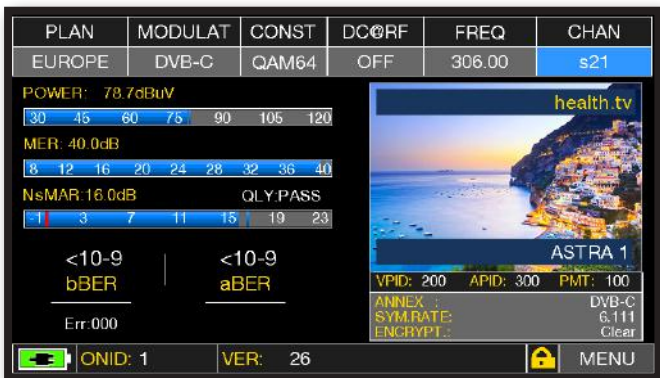 PLAN MODULAT CONST DC@RF FREQ CHAN
EUROPE DVB-C QAM64 OFF 306.00 s21
POWER: 78.7dBuV
30 45 60 75 90 105 120
MER: 40.0dB
8 12 16 20 24 28 32 36 40
NsMAR:16.0dB QLY:PASS
-1 3 7 11 15 19 23
<10-9 <10-9
bBER aBER
Err:000
health.tv
ASTRA 1
VPID: 200 APID: 300 PMT: 100
ANNEX : DVB-C
SYM.RATE: 6.111
ENCRYPT.: Clear
ONID: 1 VER: 26 MENU